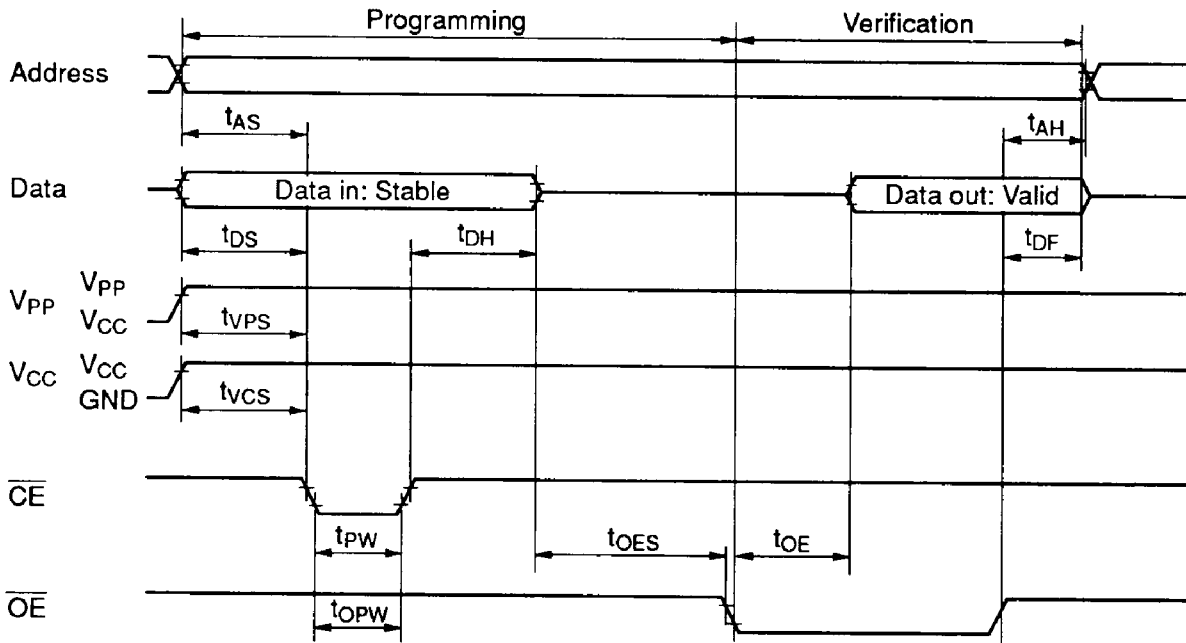 Programming Verification
Address
tAS tAH
Data Data in: Stable Data out: Valid
tDS tDH tDF
VPP VPP
VCC
tVPS
VCC VCC
GND
tVCS
CE
tPW tOES tOE
OE
tOPW